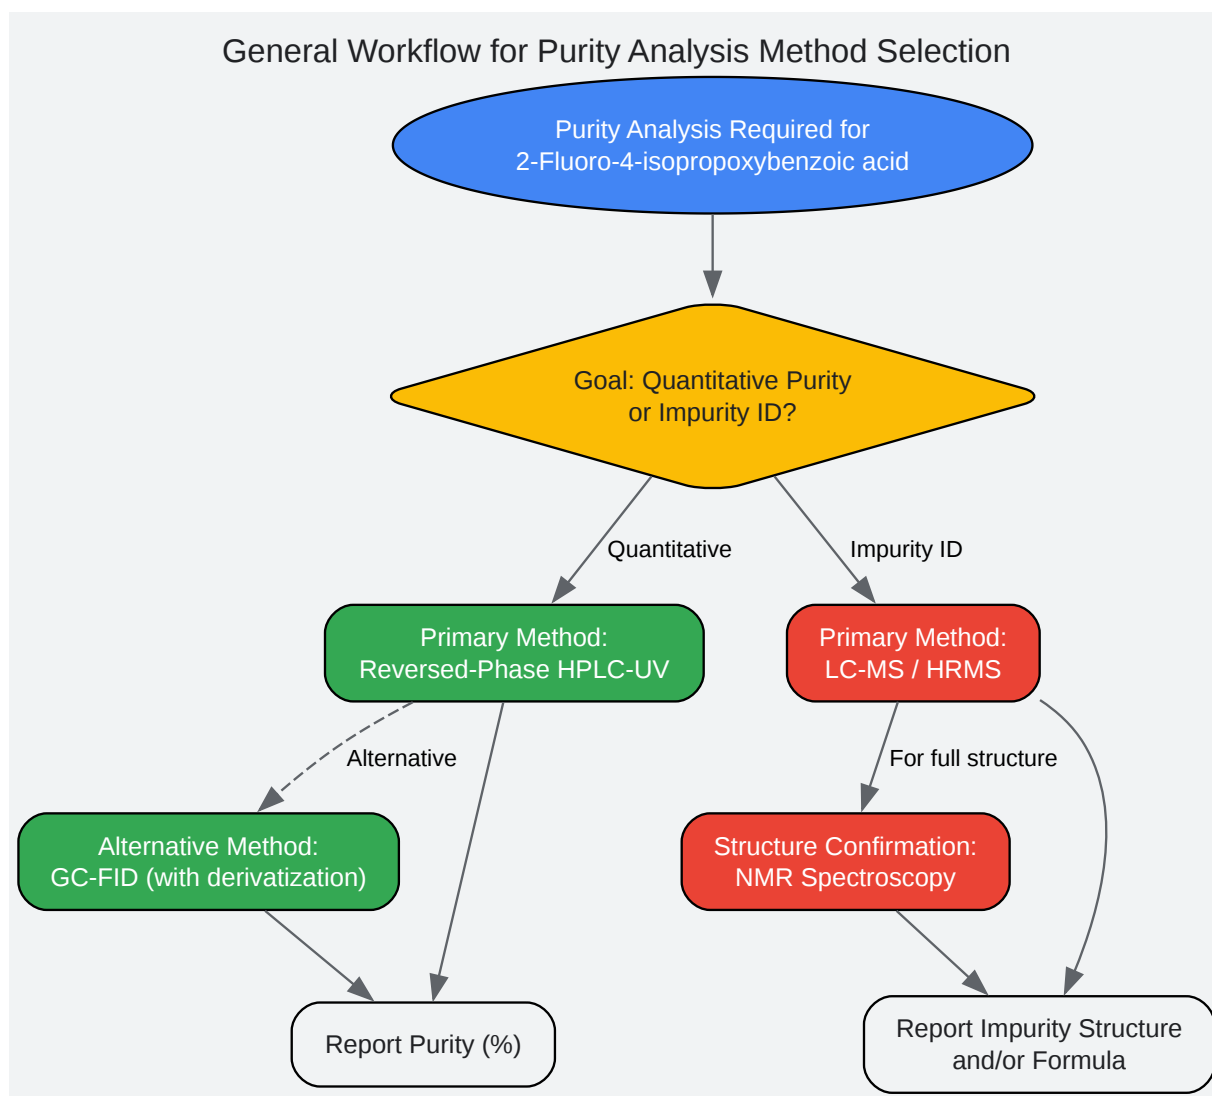 General Workflow for Purity Analysis Method Selection
Purity Analysis Required for
2-Fluoro-4-isopropoxybenzoic acid
Goal: Quantitative Purity
or Impurity ID?
Quantitative
Impurity ID
Primary Method:
Reversed-Phase HPLC-UV
Primary Method:
LC-MS / HRMS
Alternative
For full structure
Alternative Method:
GC-FID (with derivatization)
Structure Confirmation:
NMR Spectroscopy
Report Purity (%)
Report Impurity Structure
and/or Formula